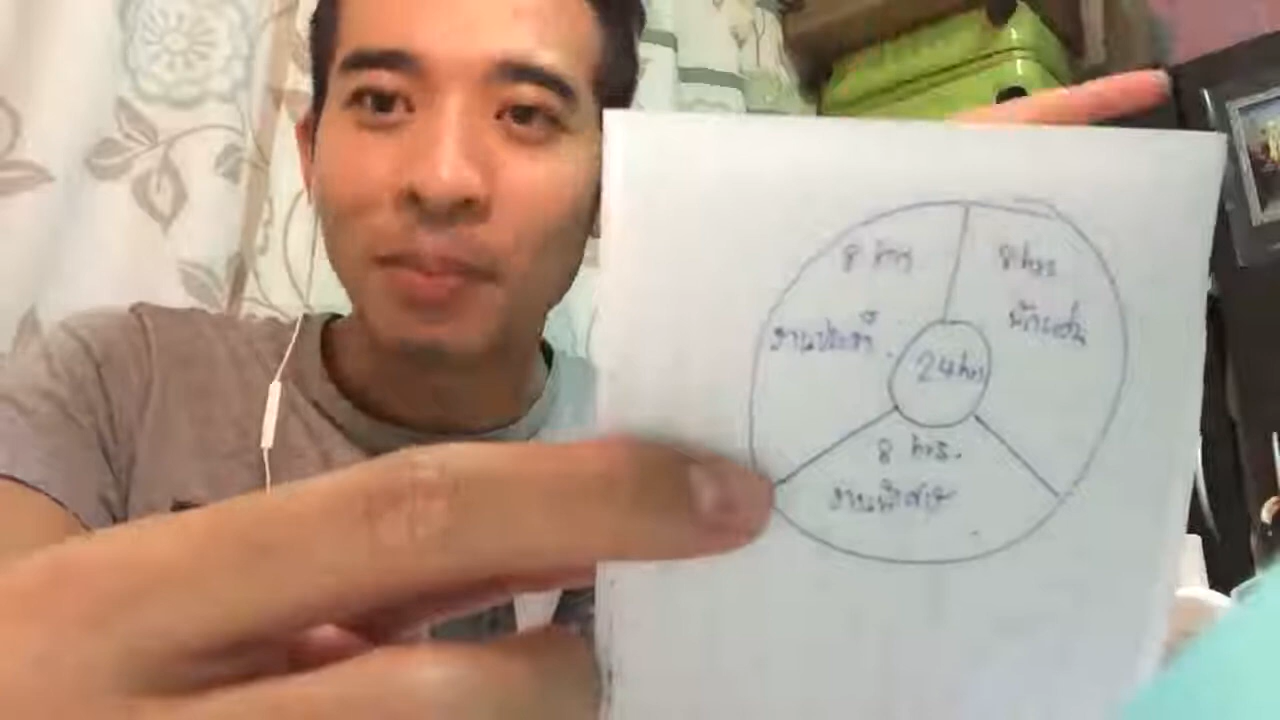 8 hrs.
งานประจำ
8 hrs
พักผ่อน
24 hrs
8 hrs.
งานพิเศษ